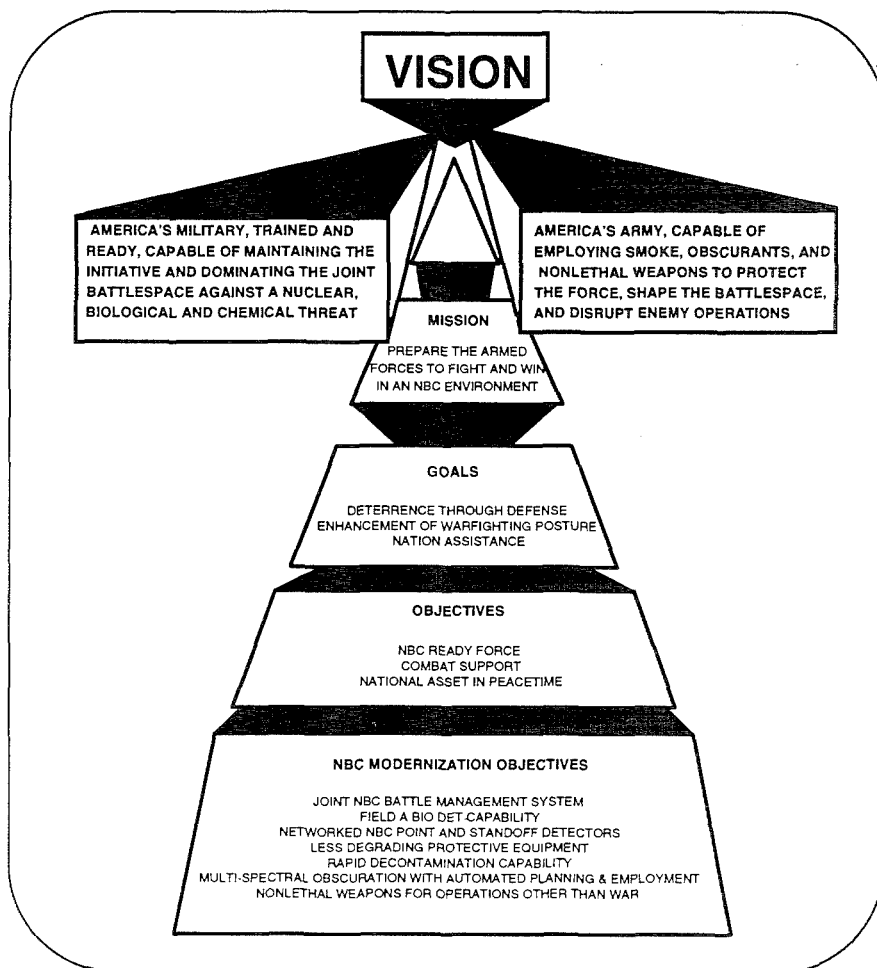 VISION
AMERICA'S MILITARY, TRAINED AND
READY, CAPABLE OF MAINTAINING THE
INITIATIVE AND DOMINATING THE JOINT
BATTLESPACE AGAINST A NUCLEAR,
BIOLOGICAL AND CHEMICAL THREAT
AMERICA'S ARMY, CAPABLE OF
EMPLOYING SMOKE, OBSCURANTS, AND
NONLETHAL WEAPONS TO PROTECT
THE FORCE, SHAPE THE BATTLESPACE,
AND DISRUPT ENEMY OPERATIONS
MISSION
PREPARE THE ARMED
FORCES TO FIGHT AND WIN
IN AN NBC ENVIRONMENT
GOALS
DETERRENCE THROUGH DEFENSE
ENHANCEMENT OF WARFIGHTING POSTURE
NATION ASSISTANCE
OBJECTIVES
NBC READY FORCE
COMBAT SUPPORT
NATIONAL ASSET IN PEACETIME
NBC MODERNIZATION OBJECTIVES
JOINT NBC BATTLE MANAGEMENT SYSTEM
FIELD A BIO DET CAPABILITY
NETWORKED NBC POINT AND STANDOFF DETECTORS
LESS DEGRADING PROTECTIVE EQUIPMENT
RAPID DECONTAMINATION CAPABILITY
MULTI-SPECTRAL OBSCURATION WITH AUTOMATED PLANNING & EMPLOYMENT
NONLETHAL WEAPONS FOR OPERATIONS OTHER THAN WAR